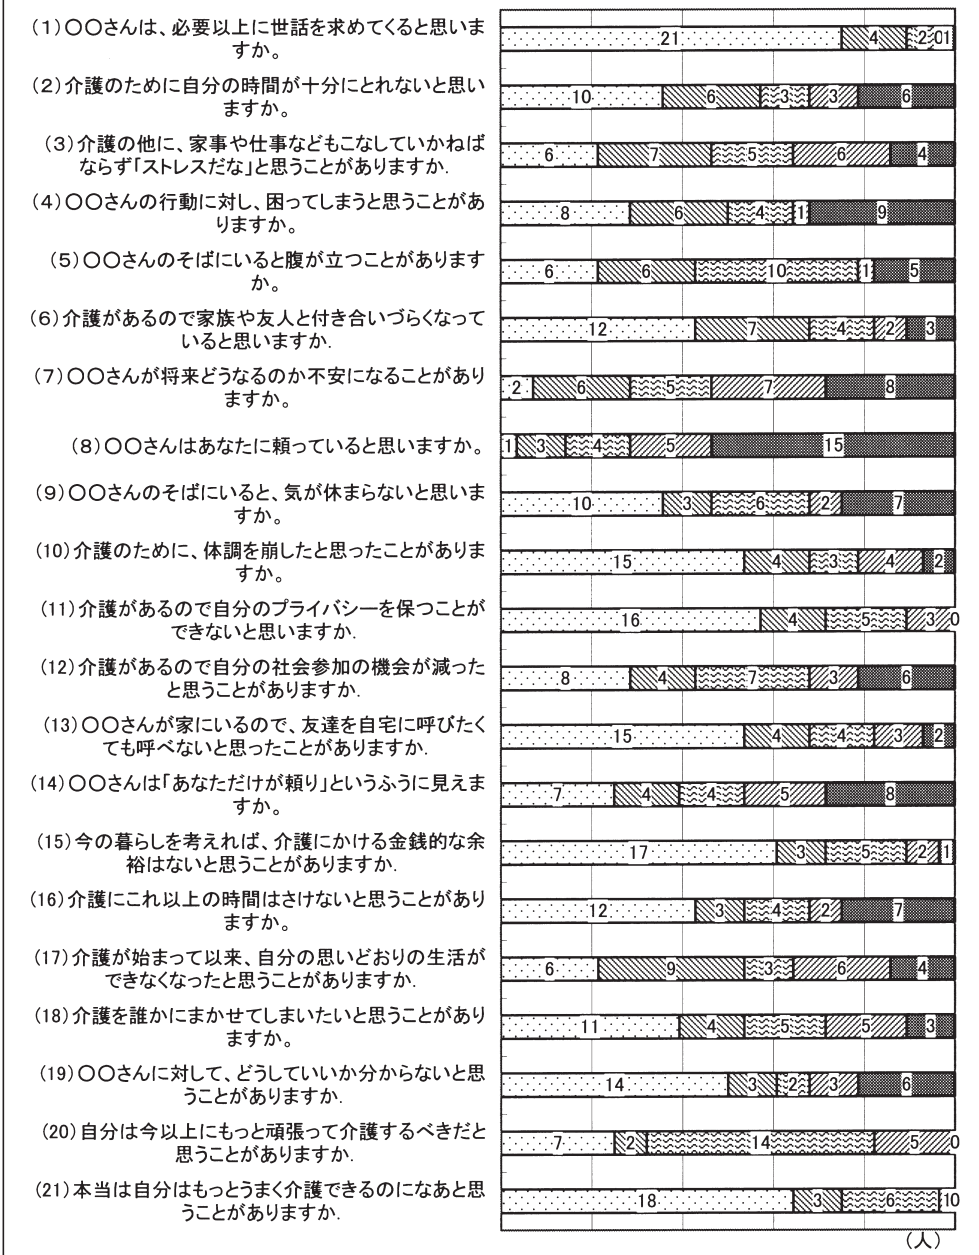 (1)〇〇さんは、必要以上に世話を求めてくると思いま
すか。
21 4 2 0 1
(2)介護のために自分の時間が十分にとれないと思い
ますか。
10 6 3 3 6
(3)介護の他に、家事や仕事などもこなしていかねば
ならず「ストレスだな」と思うことがありますか.
6 7 5 6 4
(4)〇〇さんの行動に対し、困ってしまうと思うことがあ
りますか。
8 6 4 1 9
(5)〇〇さんのそばにいると腹が立つことがあります
か。
6 6 10 1 5
(6)介護があるので家族や友人と付き合いづらくなって
いると思いますか.
12 7 4 2 3
(7)〇〇さんが将来どうなるのか不安になることがあり
ますか。
2 6 5 7 8
(8)〇〇さんはあなたに頼っていると思いますか。
1 3 4 5 15
(9)〇〇さんのそばにいると、気が休まらないと思いま
すか。
10 3 6 2 7
(10)介護のために、体調を崩したと思ったことがありま
すか。
15 4 3 4 2
(11)介護があるので自分のプライバシーを保つことが
できないと思いますか.
16 4 5 3 0
(12)介護があるので自分の社会参加の機会が減った
と思うことがありますか.
8 4 7 3 6
(13)〇〇さんが家にいるので、友達を自宅に呼びたく
ても呼べないと思ったことがありますか.
15 4 4 3 2
(14)〇〇さんは「あなただけが頼り」というふうに見えま
すか。
7 4 4 5 8
(15)今の暮らしを考えれば、介護にかける金銭的な余
裕はないと思うことがありますか.
17 3 5 2 1
(16)介護にこれ以上の時間はさけないと思うことがあり
ますか。
12 3 4 2 7
(17)介護が始まって以来、自分の思いどおりの生活が
できなくなったと思うことがありますか.
6 9 3 6 4
(18)介護を誰かにまかせてしまいたいと思うことがあり
ますか。
11 4 5 5 3
(19)〇〇さんに対して、どうしていいか分からないと思
うことがありますか.
14 3 2 3 6
(20)自分は今以上にもっと頑張って介護するべきだと
思うことがありますか.
7 2 14 5 0
(21)本当は自分はもっとうまく介護できるのになあと思
うことがありますか.
18 3 6 1 0
(人)